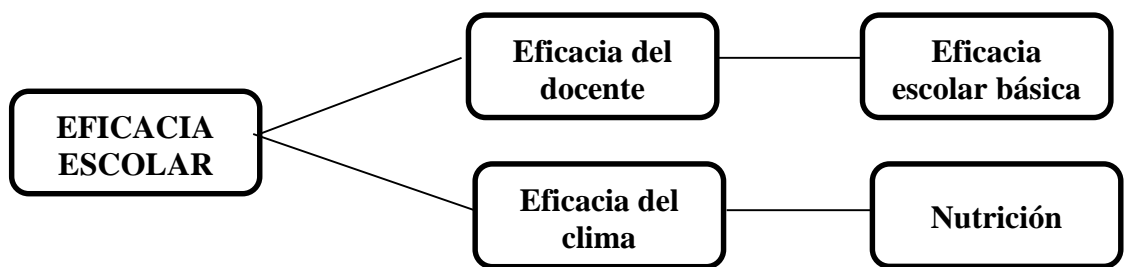 EFICACIA
ESCOLAR
Eficacia del
docente
Eficacia
escolar básica
Eficacia del
clima
Nutrición